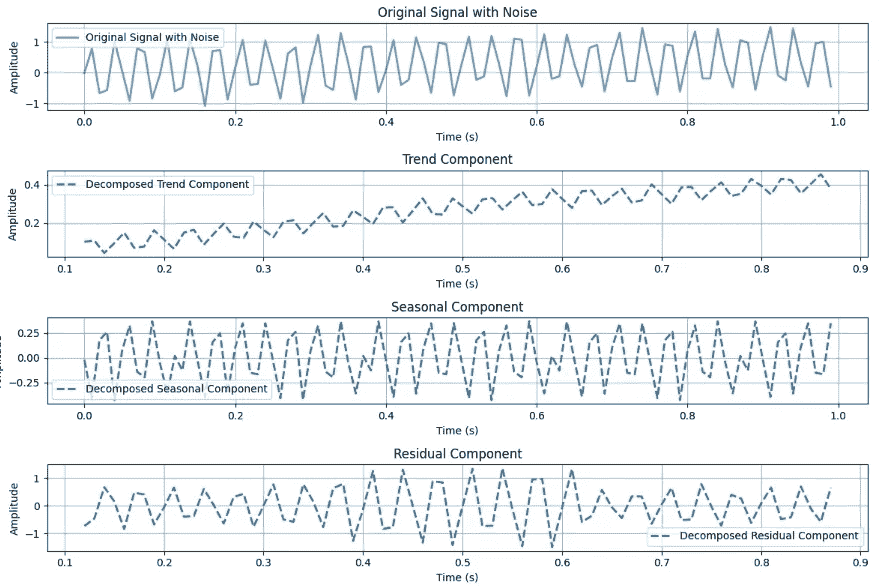 Original Signal with Noise
Amplitude
1
0
−1
Original Signal with Noise
0.0 0.2 0.4 0.6 0.8 1.0
Time (s)
Trend Component
Amplitude
0.4
0.2
Decomposed Trend Component
0.1 0.2 0.3 0.4 0.5 0.6 0.7 0.8 0.9
Time (s)
Seasonal Component
0.25
0.00
−0.25
Decomposed Seasonal Component
0.0 0.2 0.4 0.6 0.8 1.0
Time (s)
Residual Component
Amplitude
1
0
−1
Decomposed Residual Component
0.1 0.2 0.3 0.4 0.5 0.6 0.7 0.8 0.9
Time (s)